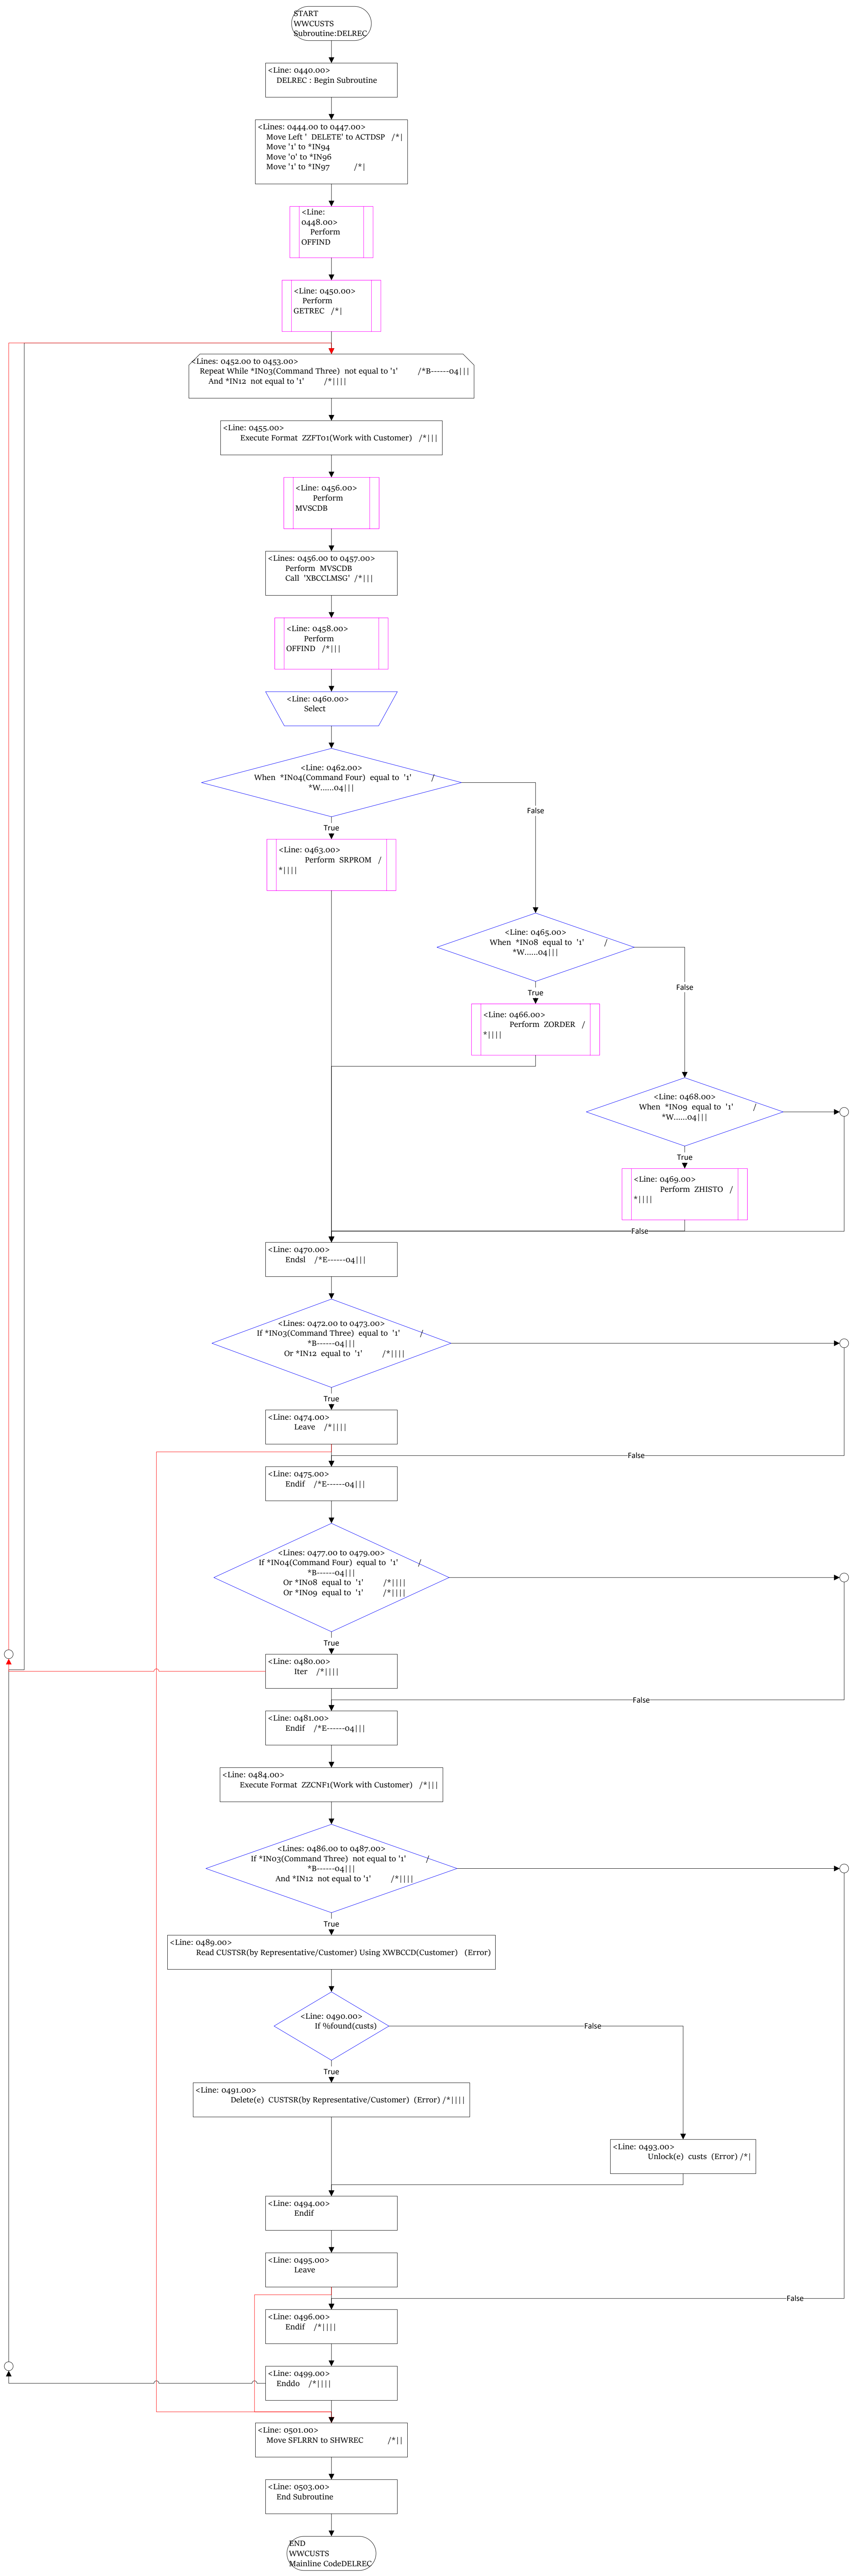 START
WWCUSTS
Subroutine:DELREC
<Line: 0440.00>
DELREC : Begin Subroutine
<Lines: 0444.00 to 0447.00>
Move Left '  DELETE' to ACTDSP   /*|
Move '1' to *IN94
Move '0' to *IN96
Move '1' to *IN97   /*|
<Line:
0448.00>
Perform
OFFIND
<Line: 0450.00>
Perform
GETREC   /*|
<Lines: 0452.00 to 0453.00>
Repeat While *IN03(Command Three)  not equal to '1'   /*B------04|||
And *IN12  not equal to '1'   /*||||
<Line: 0455.00>
Execute Format  ZZFT01(Work with Customer)   /*|||
<Line: 0456.00>
Perform
MVSCDB
<Lines: 0456.00 to 0457.00>
Perform  MVSCDB
Call  'XBCCLMSG'  /*|||
<Line: 0458.00>
Perform
OFFIND   /*|||
<Line: 0460.00>
Select
<Line: 0462.00>
When  *IN04(Command Four)  equal to  '1'   /
*W......04|||
False
True
<Line: 0463.00>
Perform  SRPROM   /
*||||
<Line: 0465.00>
When  *IN08  equal to  '1'   /
*W......04|||
False
True
<Line: 0466.00>
Perform  ZORDER   /
*||||
<Line: 0468.00>
When  *IN09  equal to  '1'   /
*W......04|||
True
<Line: 0469.00>
Perform  ZHISTO   /
*||||
False
<Line: 0470.00>
Endsl    /*E------04|||
<Lines: 0472.00 to 0473.00>
If *IN03(Command Three)  equal to  '1'   /
*B------04|||
Or *IN12  equal to  '1'   /*||||
True
<Line: 0474.00>
Leave    /*||||
False
<Line: 0475.00>
Endif    /*E------04|||
<Lines: 0477.00 to 0479.00>
If *IN04(Command Four)  equal to  '1'   /
*B------04|||
Or *IN08  equal to  '1'   /*||||
Or *IN09  equal to  '1'   /*||||
True
<Line: 0480.00>
Iter    /*||||
False
<Line: 0481.00>
Endif    /*E------04|||
<Line: 0484.00>
Execute Format  ZZCNF1(Work with Customer)   /*|||
<Lines: 0486.00 to 0487.00>
If *IN03(Command Three)  not equal to '1'   /
*B------04|||
And *IN12  not equal to '1'   /*||||
True
<Line: 0489.00>
Read CUSTSR(by Representative/Customer) Using XWBCCD(Customer)   (Error)
<Line: 0490.00>
If %found(custs)
False
True
<Line: 0491.00>
Delete(e)  CUSTSR(by Representative/Customer)  (Error) /*||||
<Line: 0493.00>
Unlock(e)  custs  (Error) /*|
<Line: 0494.00>
Endif
<Line: 0495.00>
Leave
False
<Line: 0496.00>
Endif    /*||||
<Line: 0499.00>
Enddo    /*||||
<Line: 0501.00>
Move SFLRRN to SHWREC   /*||
<Line: 0503.00>
End Subroutine
END
WWCUSTS
Mainline CodeDELREC